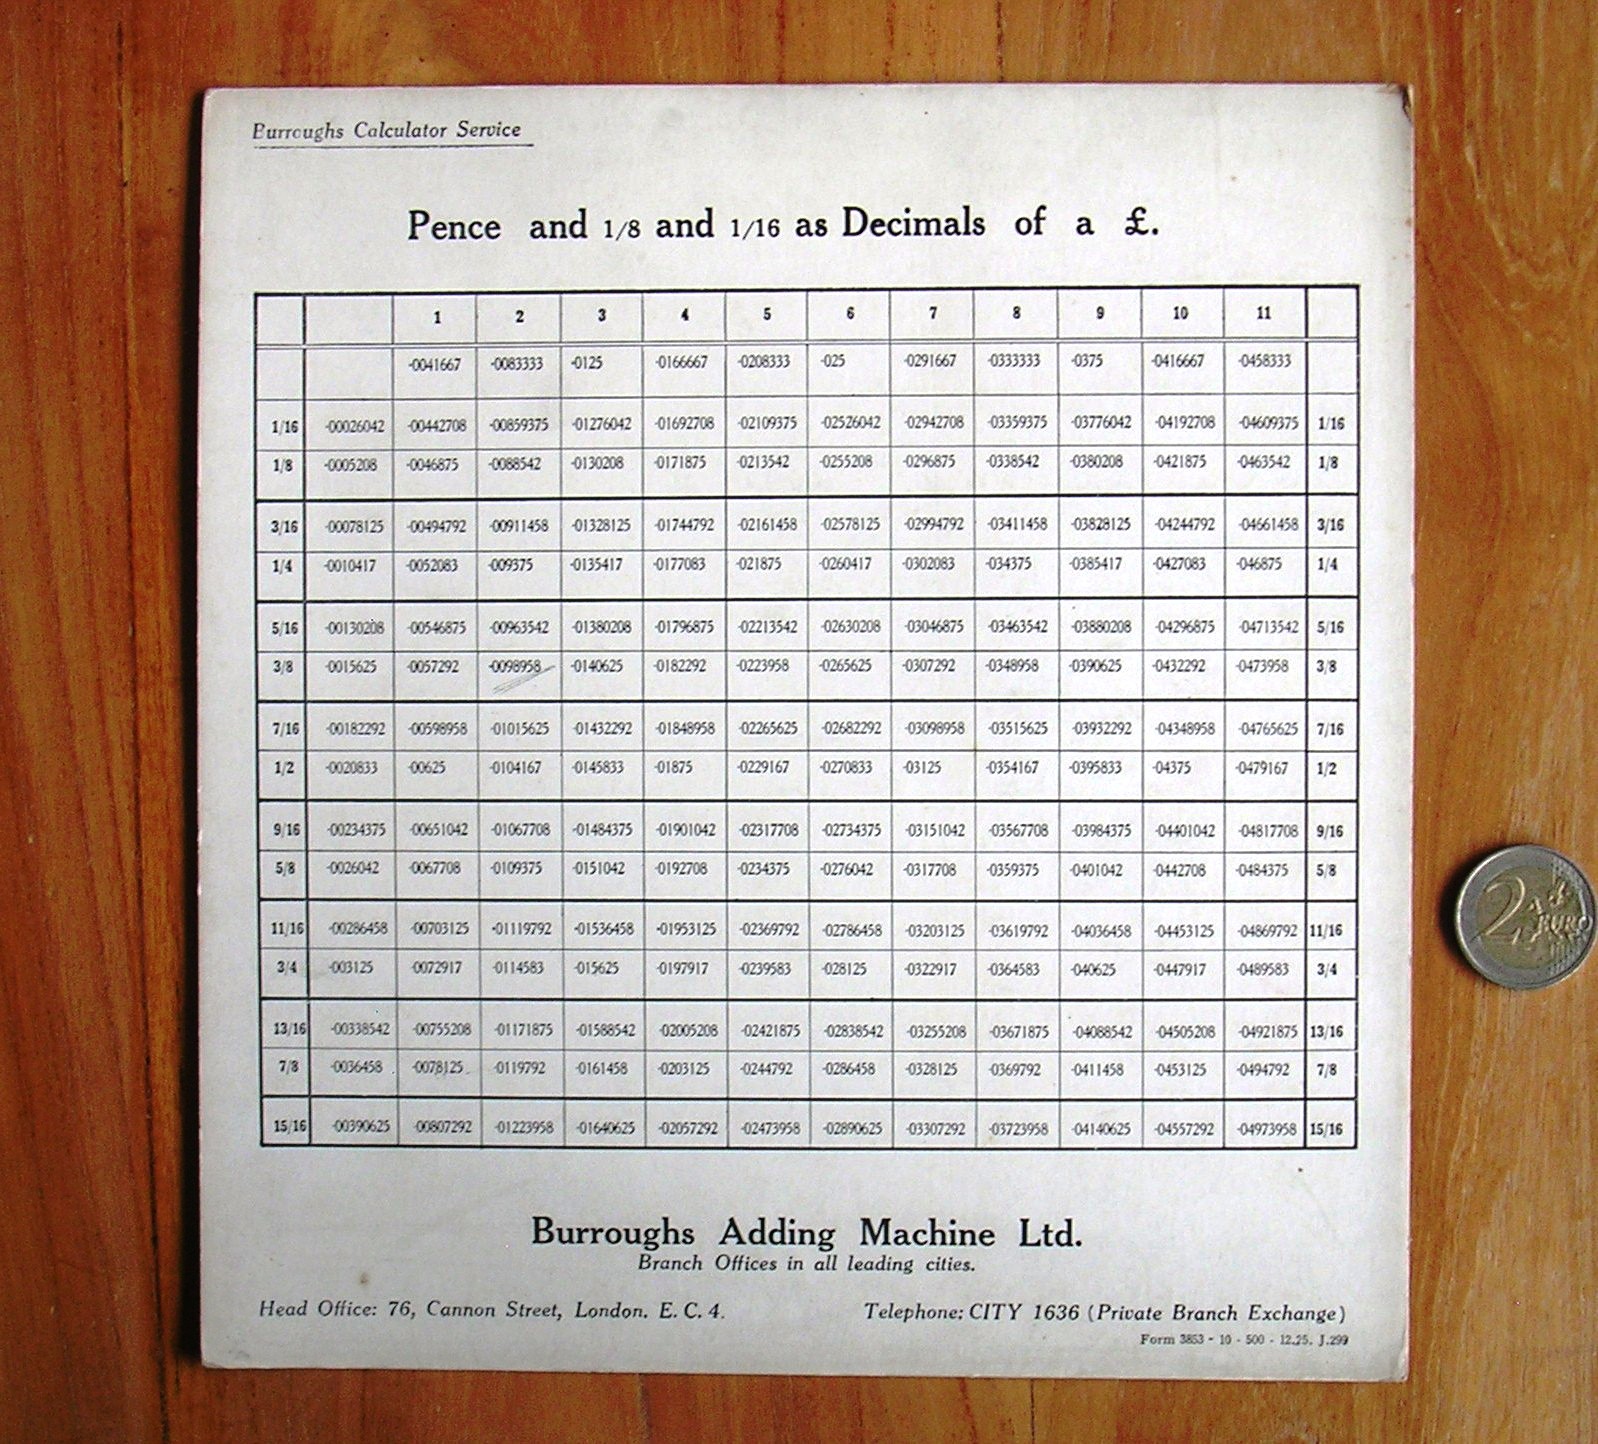 Burroughs Calculator Service
Pence and 1/8 and 1/16 as Decimals of a £.
1 2 3 4 5 6 7 8 9 10 11
·0041667 ·0083333 ·0125 ·0166667 ·0208333 ·025 ·0291667 ·0333333 ·0375 ·0416667 ·0458333
1/16 ·00026042 ·00442708 ·00859375 ·01276042 ·01692708 ·02109375 ·02526042 ·02942708 ·03359375 ·03776042 ·04192708 ·04609375 1/16
1/8 ·0005208 ·0046875 ·0088542 ·0130208 ·0171875 ·0213542 ·0255208 ·0296875 ·0338542 ·0380208 ·0421875 ·0463542 1/8
3/16 ·00078125 ·00494792 ·00911458 ·01328125 ·01744792 ·02161458 ·02578125 ·02994792 ·03411458 ·03828125 ·04244792 ·04661458 3/16
1/4 ·0010417 ·0052083 ·009375 ·0135417 ·0177083 ·021875 ·0260417 ·0302083 ·034375 ·0385417 ·0427083 ·046875 1/4
5/16 ·00130208 ·00546875 ·00963542 ·01380208 ·01796875 ·02213542 ·02630208 ·03046875 ·03463542 ·03880208 ·04296875 ·04713542 5/16
3/8 ·0015625 ·0057292 ·0098958 ·0140625 ·0182292 ·0223958 ·0265625 ·0307292 ·0348958 ·0390625 ·0432292 ·0473958 3/8
7/16 ·00182292 ·00598958 ·01015625 ·01432292 ·01848958 ·02265625 ·02682292 ·03098958 ·03515625 ·03932292 ·04348958 ·04765625 7/16
1/2 ·0020833 ·00625 ·0104167 ·0145833 ·01875 ·0229167 ·0270833 ·03125 ·0354167 ·0395833 ·04375 ·0479167 1/2
9/16 ·00234375 ·00651042 ·01067708 ·01484375 ·01901042 ·02317708 ·02734375 ·03151042 ·03567708 ·03984375 ·04401042 ·04817708 9/16
5/8 ·0026042 ·0067708 ·0109375 ·0151042 ·0192708 ·0234375 ·0276042 ·0317708 ·0359375 ·0401042 ·0442708 ·0484375 5/8
11/16 ·00286458 ·00703125 ·01119792 ·01536458 ·01953125 ·02369792 ·02786458 ·03203125 ·03619792 ·04036458 ·04453125 ·04869792 11/16
3/4 ·003125 ·0072917 ·0114583 ·015625 ·0197917 ·0239583 ·028125 ·0322917 ·0364583 ·040625 ·0447917 ·0489583 3/4
13/16 ·00338542 ·00755208 ·01171875 ·01588542 ·02005208 ·02421875 ·02838542 ·03255208 ·03671875 ·04088542 ·04505208 ·04921875 13/16
7/8 ·0036458 ·0078125 ·0119792 ·0161458 ·0203125 ·0244792 ·0286458 ·0328125 ·0369792 ·0411458 ·0453125 ·0494792 7/8
15/16 ·00390625 ·00807292 ·01223958 ·01640625 ·02057292 ·02473958 ·02890625 ·03307292 ·03723958 ·04140625 ·04557292 ·04973958 15/16
Burroughs Adding Machine Ltd.
Branch Offices in all leading cities.
Head Office: 76, Cannon Street, London. E. C. 4.
Telephone: CITY 1636 (Private Branch Exchange)
Form 3853 - 10 - 500 - 12.25. J.299
2 EURO